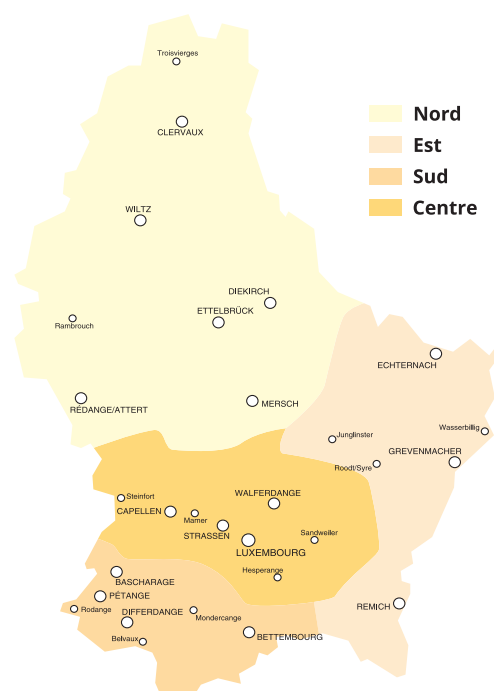 Troisvierges
CLERVAUX
Nord
Est
Sud
Centre
WILTZ
DIEKIRCH
ETTELBRÜCK
Rambrouch
ECHTERNACH
RÉDANGE/ATTERT
MERSCH
Wasserbillig
Junglinster
GREVENMACHER
Roodt/Syre
WALFERDANGE
Steinfort
CAPELLEN
Mamer
STRASSEN
Sandweiler
LUXEMBOURG
Hesperange
BASCHARAGE
PÉTANGE
REMICH
Rodange
DIFFERDANGE
Mondercange
Belvaux
BETTEMBOURG